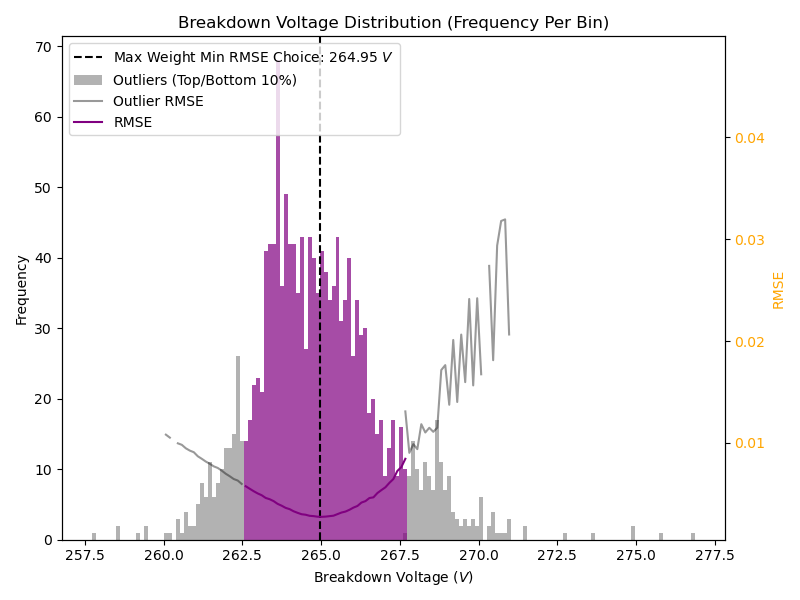 Breakdown Voltage Distribution (Frequency Per Bin)
Max Weight Min RMSE Choice: 264.95 V
Outliers (Top/Bottom 10%)
Outlier RMSE
RMSE
Frequency
70
60
50
40
30
20
10
0
0.04
0.03
0.02
0.01
RMSE
257.5 260.0 262.5 265.0 267.5 270.0 272.5 275.0 277.5
Breakdown Voltage (V)